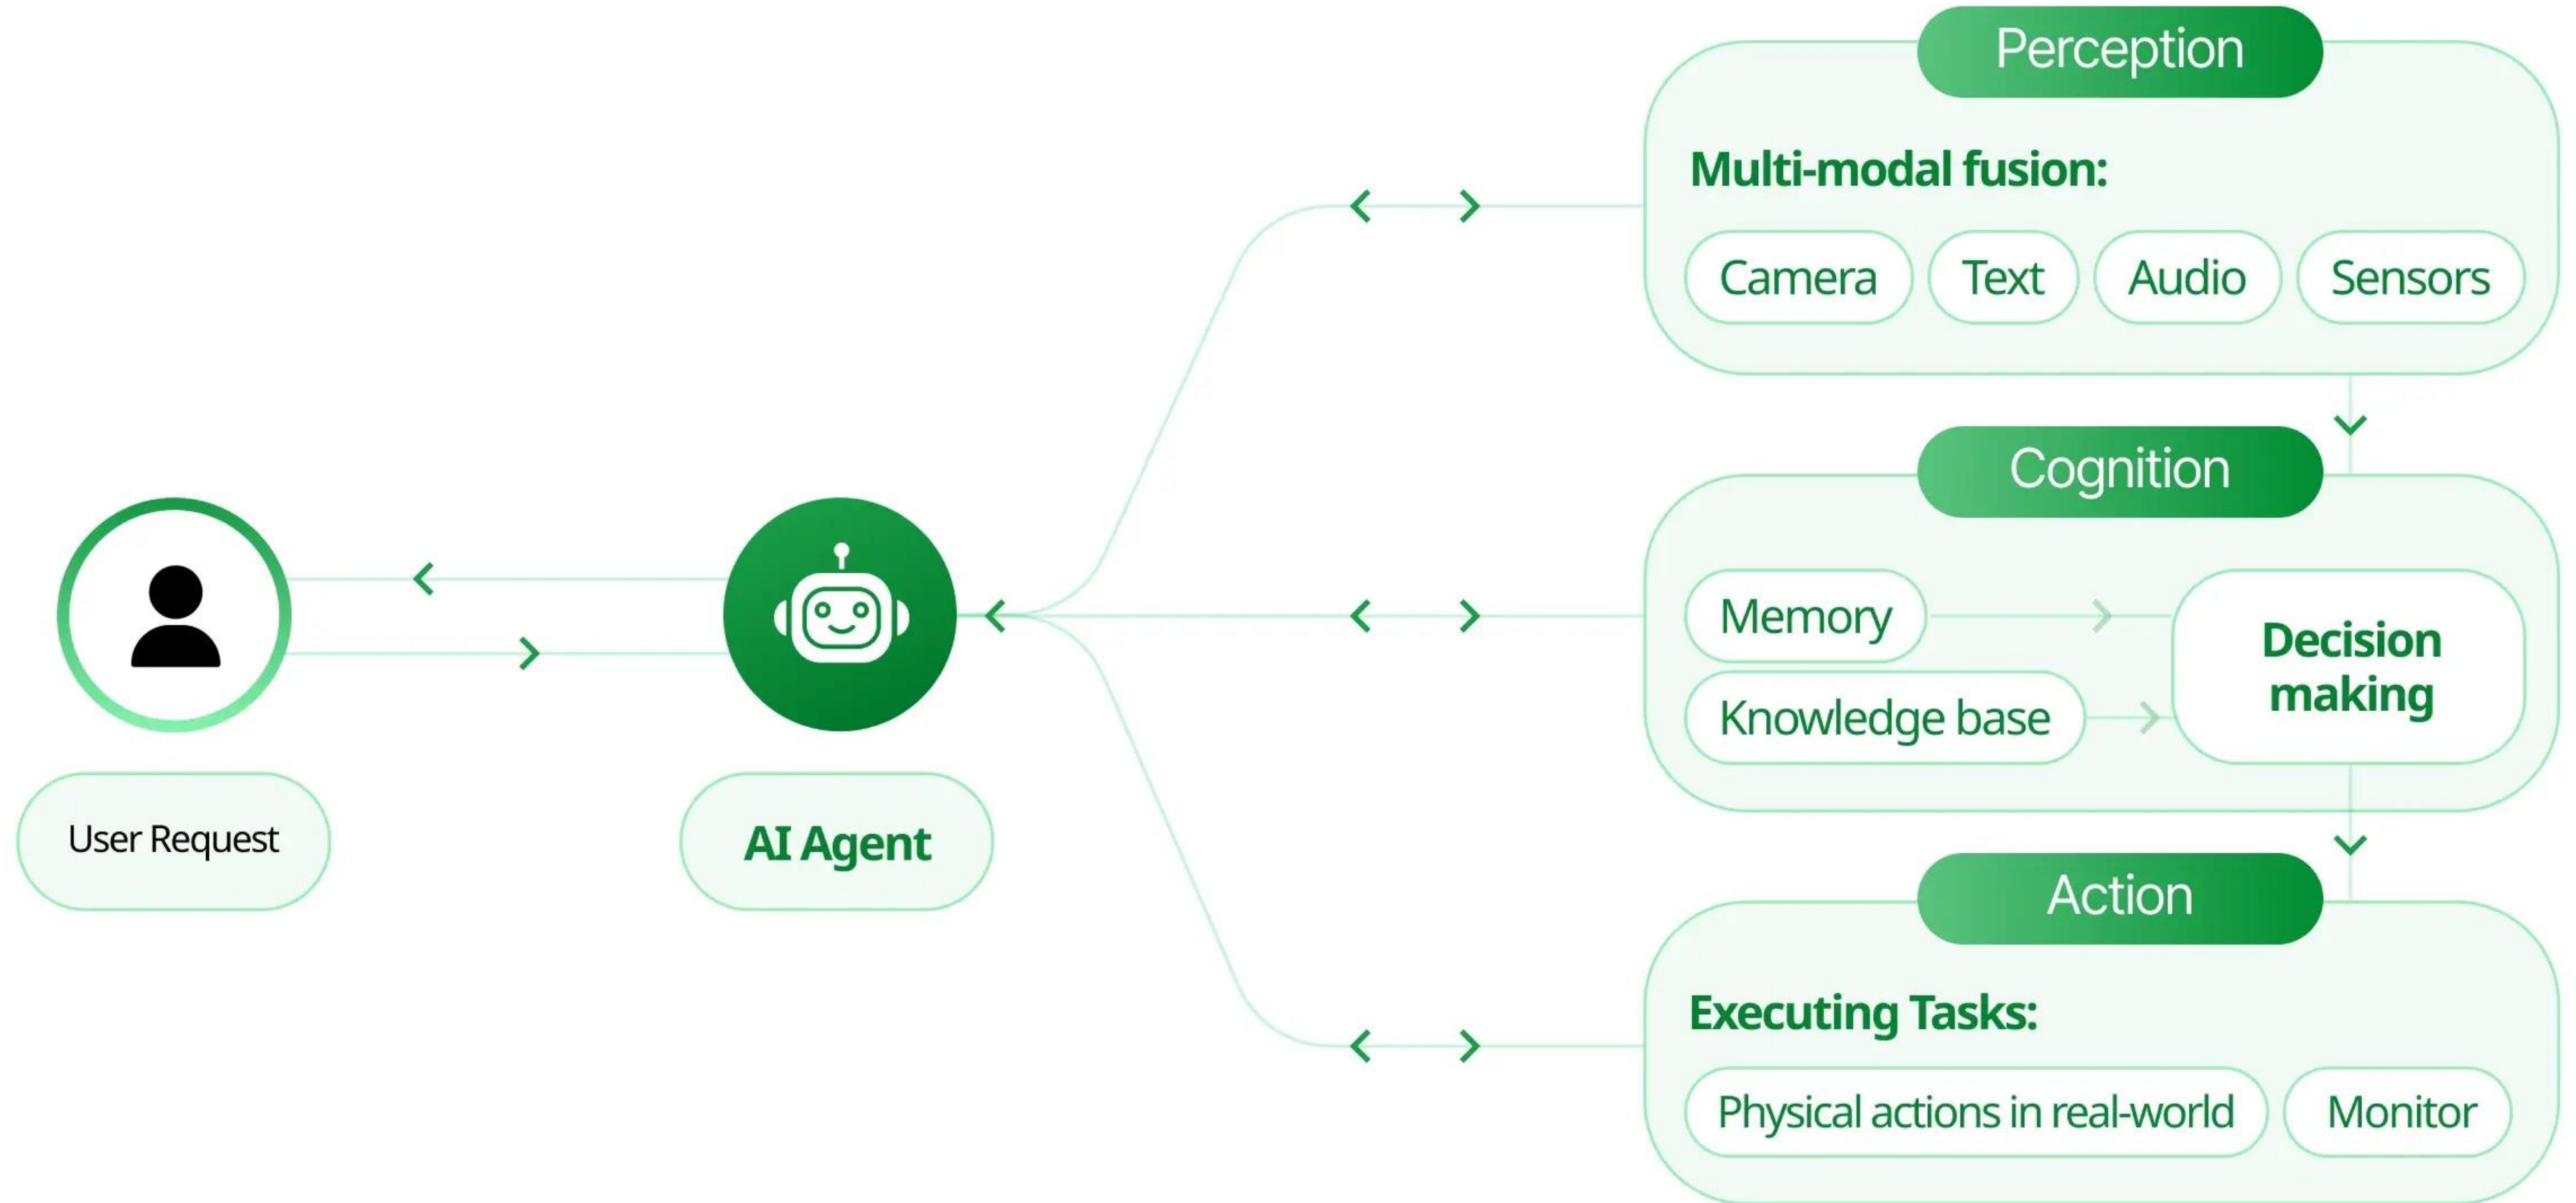 Perception
Multi-modal fusion:
Camera
Text
Audio
Sensors
Cognition
Memory
Knowledge base
Decision
making
User Request
AI Agent
Action
Executing Tasks:
Physical actions in real-world
Monitor